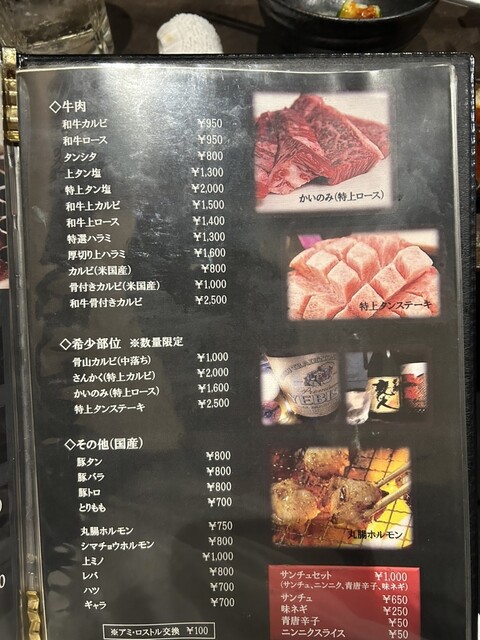 ◇牛肉
和牛カルビ ¥950
和牛ロース ¥950
タンシタ ¥800
上タン塩 ¥1,300
特上タン塩 ¥2,000
和牛上カルビ ¥1,500
和牛上ロース ¥1,400
特選ハラミ ¥1,300
厚切り上ハラミ ¥1,600
カルビ(米国産) ¥800
骨付きカルビ(米国産) ¥1,000
和牛骨付きカルビ ¥2,500
かいのみ(特上ロース)
特上タンステーキ
◇希少部位 ※数量限定
骨山カルビ(中落ち) ¥1,000
さんかく(特上カルビ) ¥2,000
かいのみ(特上ロース) ¥1,600
特上タンステーキ ¥2,500
YEBIS
◇その他(国産)
豚タン ¥800
豚バラ ¥800
豚トロ ¥800
とりもも ¥700
丸腸ホルモン ¥750
シマチョウホルモン ¥800
上ミノ ¥1,000
レバ ¥800
ハツ ¥700
ギャラ ¥700
※アミ・ロストル交換 ¥100
丸腸ホルモン
サンチュセット ¥1,000
(サンチュ、ニンニク、青唐辛子、味ネギ)
サンチュ ¥650
味ネギ ¥250
青唐辛子 ¥50
ニンニクスライス ¥50